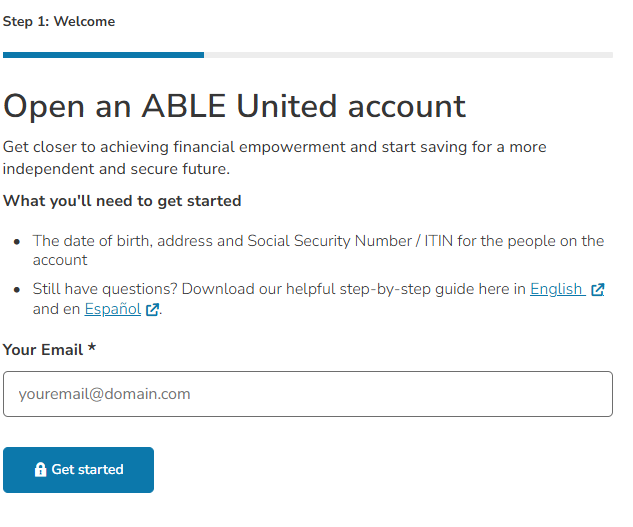 Step 1: Welcome
Open an ABLE United account
Get closer to achieving financial empowerment and start saving for a more
independent and secure future.
What you'll need to get started
• The date of birth, address and Social Security Number / ITIN for the people on the
account
• Still have questions? Download our helpful step-by-step guide here in English
and en Español.
Your Email *
youremail@domain.com
Get started